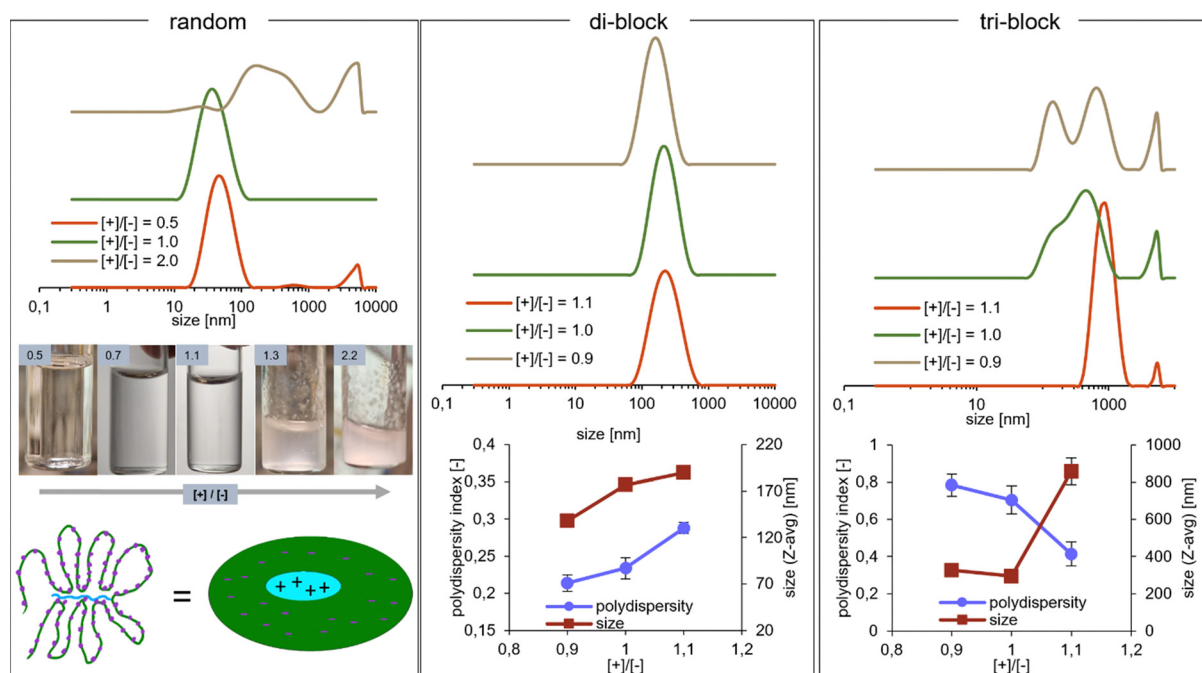 random
[+]/[-] = 0.5
[+]/[-] = 1.0
[+]/[-] = 2.0
0,1 1 10 100 1000 10000
size [nm]
0.5 0.7 1.1 1.3 2.2
[+] / [-]
=
+ + + +
- - - - - - - - - - - - - - - -
di-block
[+]/[-] = 1.1
[+]/[-] = 1.0
[+]/[-] = 0.9
0,1 1 10 100 1000 10000
size [nm]
polydispersity index [-]
0,4
0,35
0,3
0,25
0,2
0,15
220
170
120
70
20
size (Z-avg) [nm]
polydispersity
size
0,8 0,9 1 1,1 1,2
[+]/[-]
tri-block
[+]/[-] = 1.1
[+]/[-] = 1.0
[+]/[-] = 0.9
0,1 10 1000
size [nm]
polydispersity index [-]
1
0,8
0,6
0,4
0,2
0
1000
800
600
400
200
0
size (Z-avg) [nm]
polydispersity
size
0,8 0,9 1 1,1 1,2
[+]/[-]